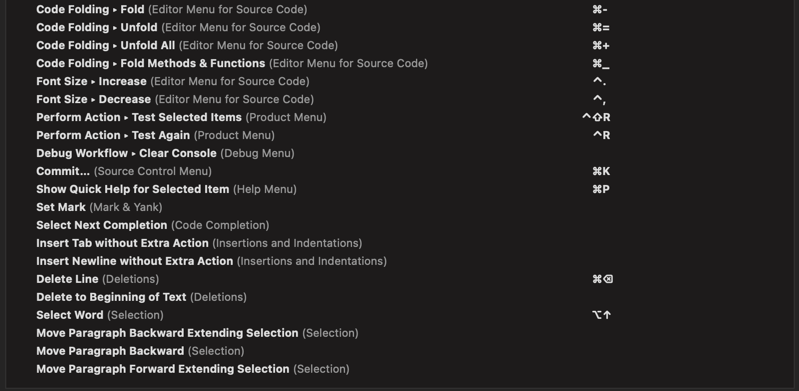 Code Folding ▸ Fold (Editor Menu for Source Code) ⌘-
Code Folding ▸ Unfold (Editor Menu for Source Code) ⌘=
Code Folding ▸ Unfold All (Editor Menu for Source Code) ⌘+
Code Folding ▸ Fold Methods & Functions (Editor Menu for Source Code) ⌘_
Font Size ▸ Increase (Editor Menu for Source Code) ^.
Font Size ▸ Decrease (Editor Menu for Source Code) ^,
Perform Action ▸ Test Selected Items (Product Menu) ^⇧R
Perform Action ▸ Test Again (Product Menu) ^R
Debug Workflow ▸ Clear Console (Debug Menu)
Commit... (Source Control Menu) ⌘K
Show Quick Help for Selected Item (Help Menu) ⌘P
Set Mark (Mark & Yank)
Select Next Completion (Code Completion)
Insert Tab without Extra Action (Insertions and Indentations)
Insert Newline without Extra Action (Insertions and Indentations)
Delete Line (Deletions) ⌘⌫
Delete to Beginning of Text (Deletions)
Select Word (Selection) ⌥↑
Move Paragraph Backward Extending Selection (Selection)
Move Paragraph Backward (Selection)
Move Paragraph Forward Extending Selection (Selection)